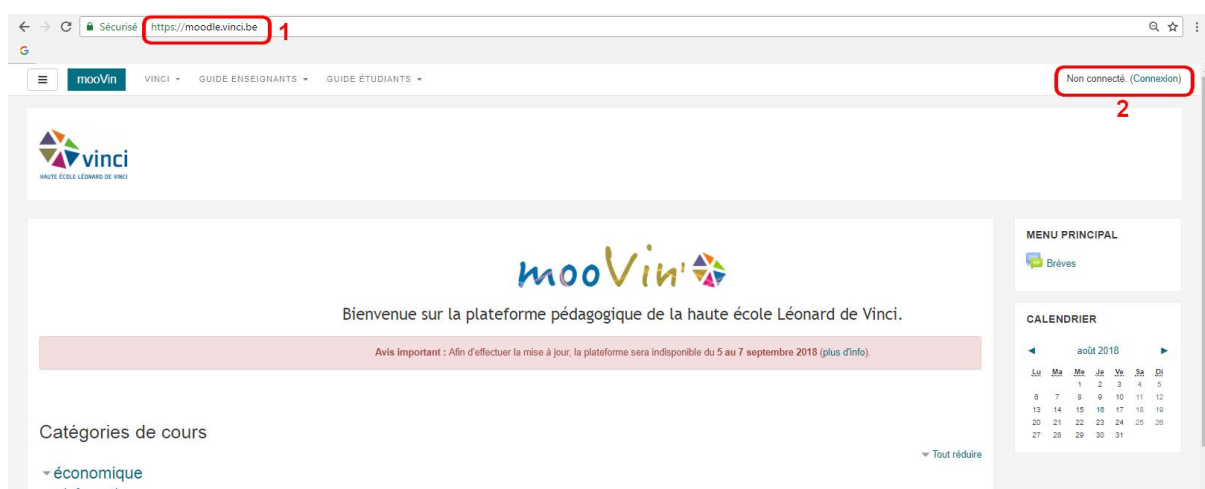 Sécurisé https://moodle.vinci.be 1
G
mooVin VINCI GUIDE ENSEIGNANTS GUIDE ÉTUDIANTS Non connecté. (Connexion)
2
vinci
HAUTE ÉCOLE LÉONARD DE VINCI
mooVin'
Bienvenue sur la plateforme pédagogique de la haute école Léonard de Vinci.
Avis important : Afin d'effectuer la mise à jour, la plateforme sera indisponible du 5 au 7 septembre 2018 (plus d'info).
Catégories de cours
Tout réduire
économique
MENU PRINCIPAL
Brèves
CALENDRIER
◄ août 2018 ►
Lu Ma Me Je Ve Sa Di
1 2 3 4 5
6 7 8 9 10 11 12
13 14 15 16 17 18 19
20 21 22 23 24 25 26
27 28 29 30 31